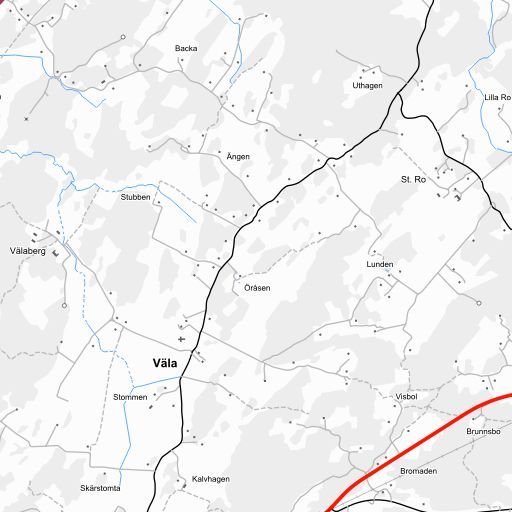 Backa
Uthagen
Lilla Ro
Ängen
St. Ro
Stubben
Välaberg
Lunden
Öråsen
Väla
Stommen
Visbol
Brunnsbo
Bromaden
Kalvhagen
Skärstomta